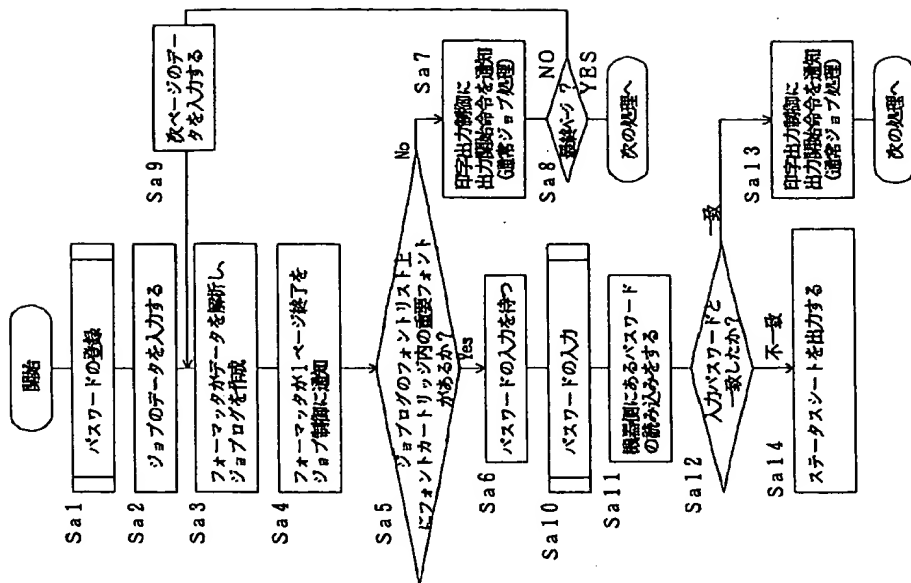 開始
Sa1
パスワードの登録
Sa2
ジョブのデータを入力する
Sa9
次ページのデー
タを入力する
Sa3
フォーマッタがデータを解析し、
ジョブログを作成
Sa4
フォーマッタが1ページ終了を
ジョブ制御に通知
Sa5
ジョブログのフォントリスト上
にフォントカートリッジ内の重要フォント
があるか?
No
Yes
Sa7
印字出力制御に
出力開始命令を通知
(通常ジョブ処理)
Sa8
最終ページ?
NO
YES
次の処理へ
Sa6
パスワードの入力を待つ
Sa10
パスワードの入力
Sa11
機器側にあるパスワード
の読み込みをする
Sa12
入力パスワードと
一致したか?
一致
不一致
Sa13
印字出力制御に
出力開始命令を通知
(通常ジョブ処理)
次の処理へ
Sa14
ステータスシートを出力する